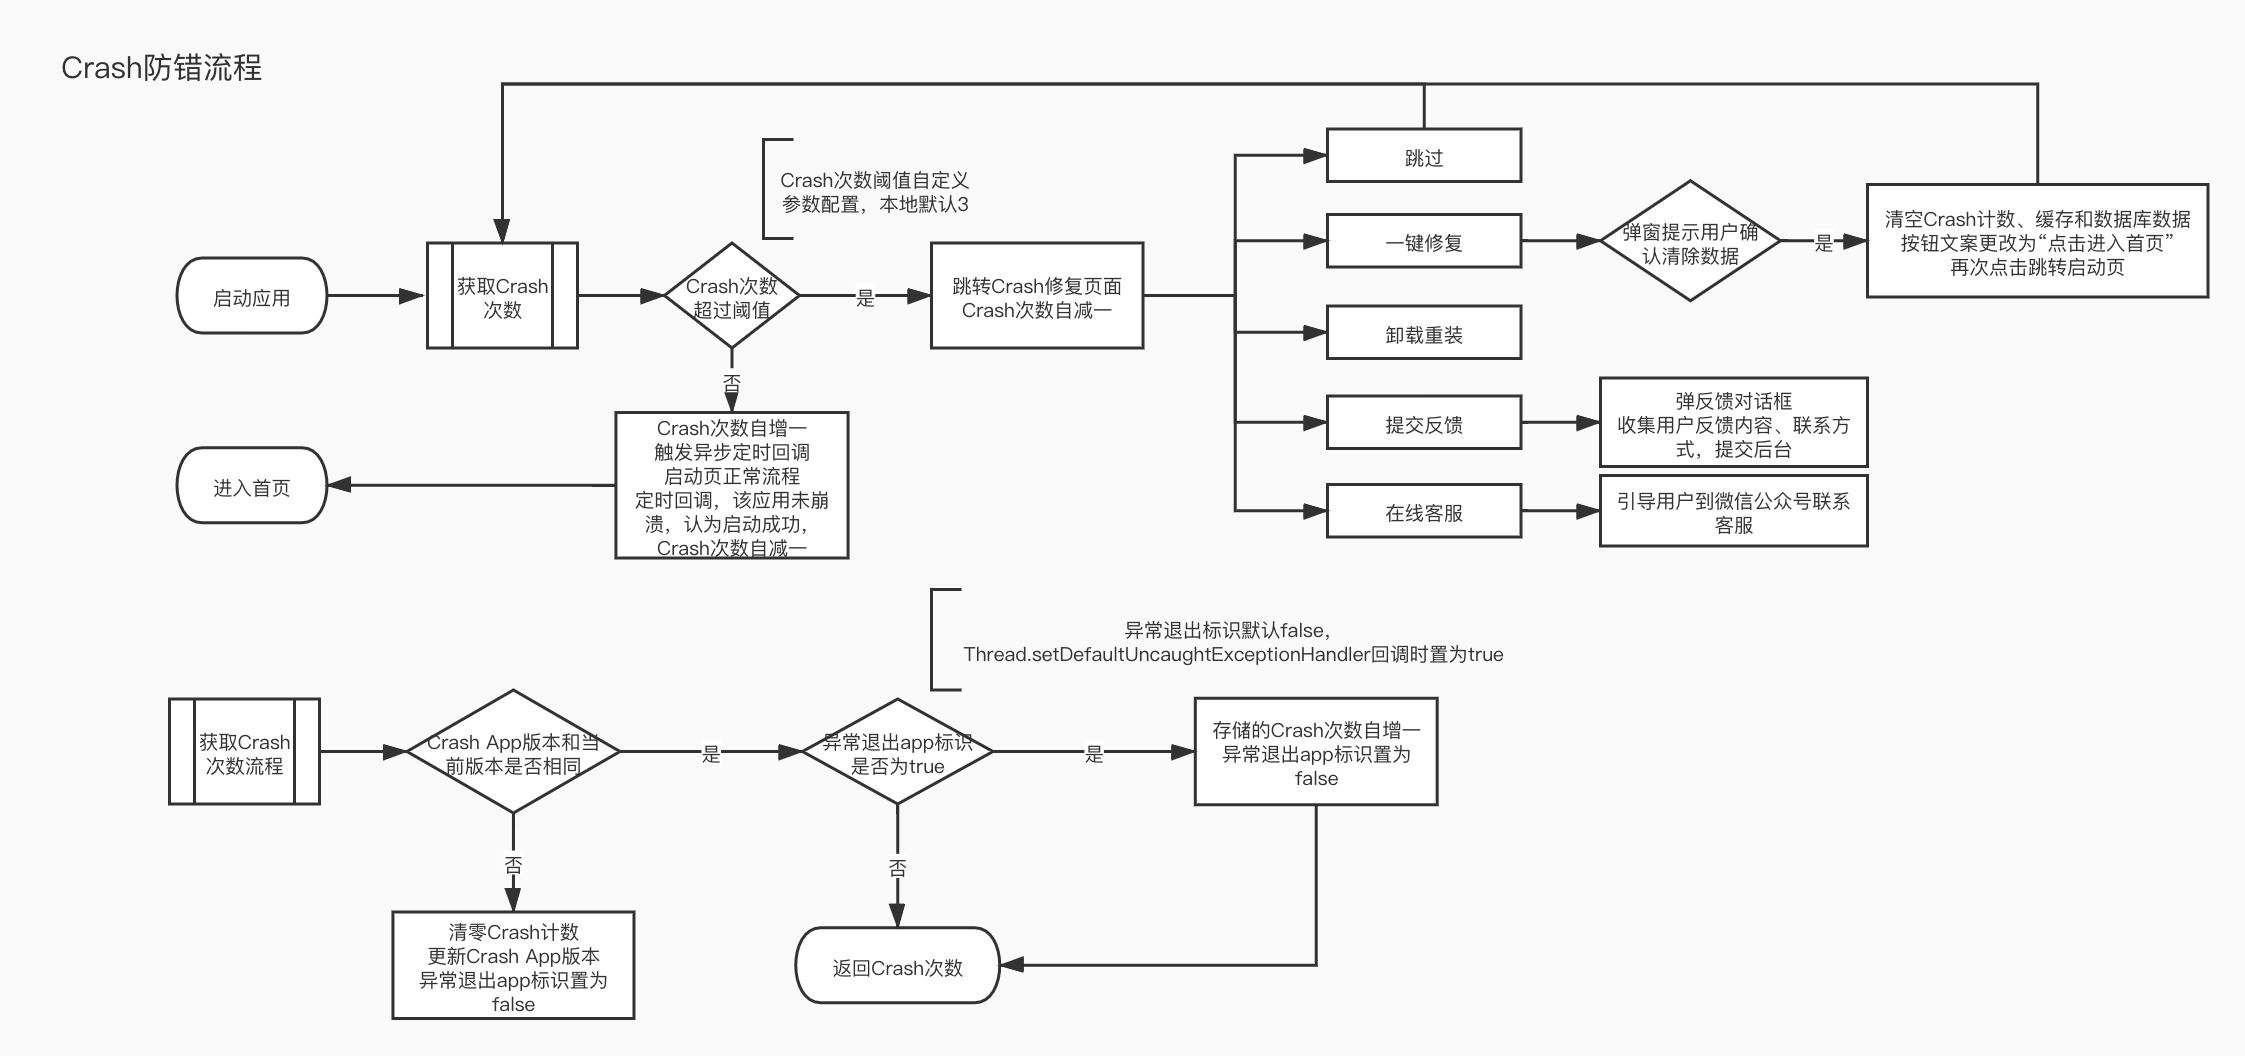 Crash防错流程
Crash次数阈值自定义
参数配置，本地默认3
启动应用
获取Crash
次数
Crash次数
超过阈值
是
跳转Crash修复页面
Crash次数自减一
跳过
一键修复
弹窗提示用户确
认清除数据
是
清空Crash计数、缓存和数据库数据
按钮文案更改为“点击进入首页”
再次点击跳转启动页
卸载重装
提交反馈
弹反馈对话框
收集用户反馈内容、联系方
式，提交后台
在线客服
引导用户到微信公众号联系
客服
否
Crash次数自增一
触发异步定时回调
启动页正常流程
定时回调，该应用未崩
溃，认为启动成功，
Crash次数自减一
进入首页
异常退出标识默认false，
Thread.setDefaultUncaughtExceptionHandler回调时置为true
获取Crash
次数流程
Crash App版本和当
前版本是否相同
是
异常退出app标识
是否为true
是
存储的Crash次数自增一
异常退出app标识置为
false
否
清零Crash计数
更新Crash App版本
异常退出app标识置为
false
否
返回Crash次数